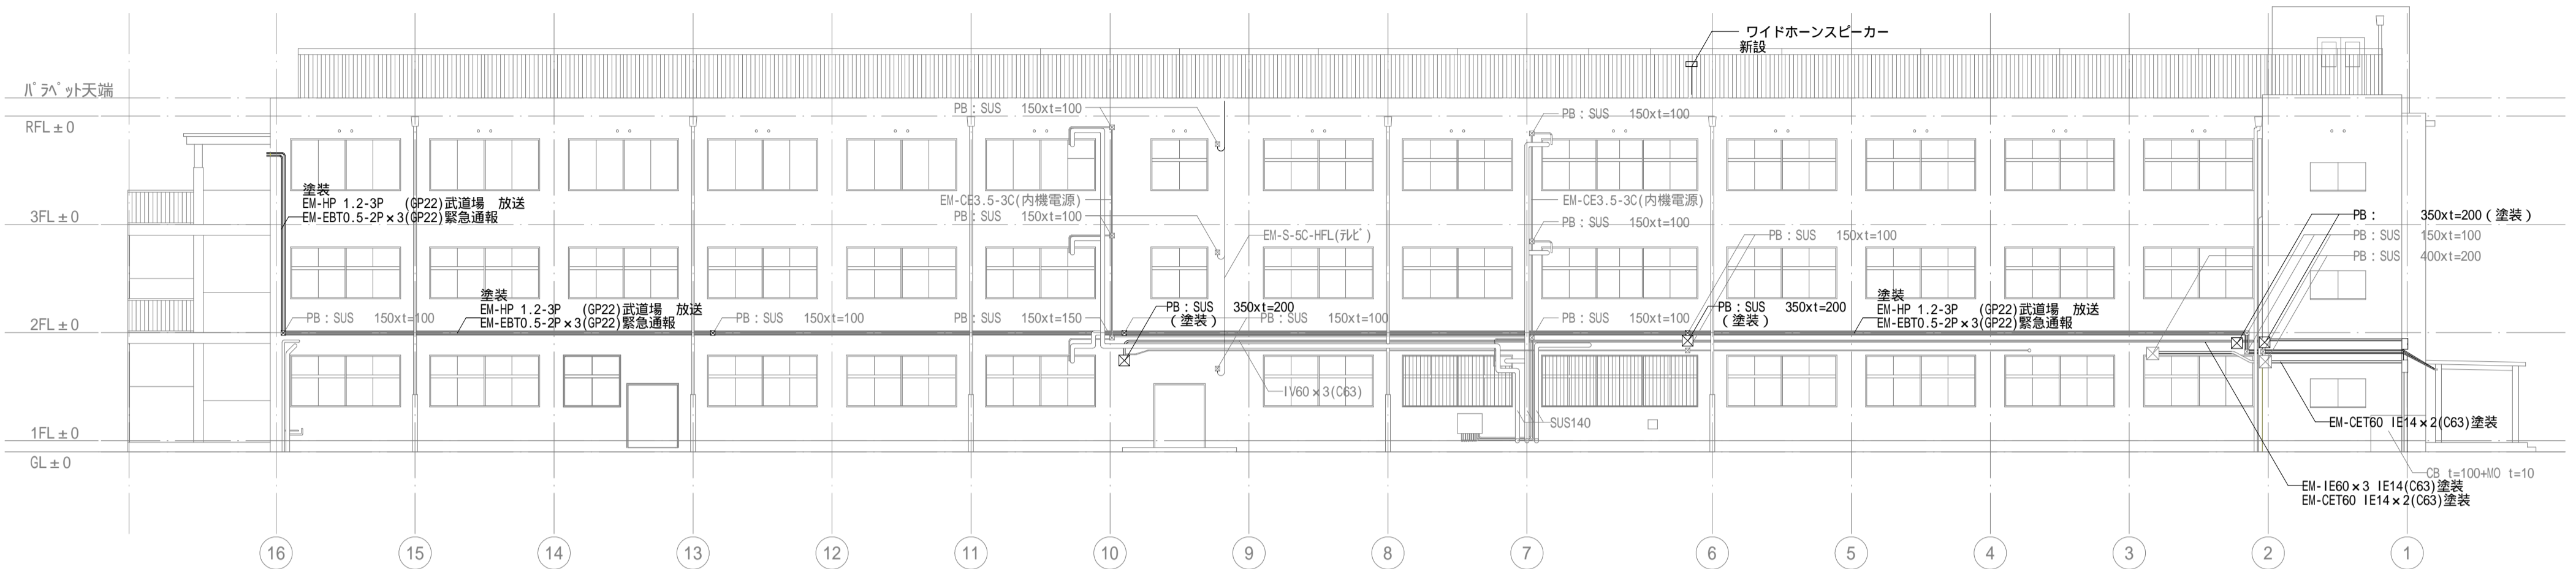 ワイドホーンスピーカー
新設
パラペット天端
PB：SUS　150xt=100
PB：SUS　150xt=100
RFL±0
塗装
EM-HP 1.2-3P　(GP22)武道場　放送
EM-EBT0.5-2P×3(GP22)緊急通報
EM-CE3.5-3C(内機電源)
EM-CE3.5-3C(内機電源)
3FL±0
PB：SUS　150xt=100
PB：SUS　150xt=100
PB：　350xt=200(塗装)
EM-S-5C-HFL(ﾃﾚﾋﾞ)
PB：SUS　150xt=100
PB：SUS　150xt=100
PB：SUS　400xt=200
塗装
EM-HP 1.2-3P　(GP22)武道場　放送
EM-EBT0.5-2P×3(GP22)緊急通報
PB：SUS　350xt=200
(塗装)
PB：SUS　350xt=200
(塗装)
塗装
EM-HP 1.2-3P　(GP22)武道場　放送
EM-EBT0.5-2P×3(GP22)緊急通報
2FL±0
PB：SUS　150xt=100
PB：SUS　150xt=100
PB：SUS　150xt=150
PB：SUS　150xt=100
PB：SUS　150xt=100
IV60×3(C63)
SUS140
EM-CET60 IE14×2(C63)塗装
1FL±0
GL±0
CB t=100+MO t=10
EM-IE60×3 IE14(C63)塗装
EM-CET60 IE14×2(C63)塗装
16
15
14
13
12
11
10
9
8
7
6
5
4
3
2
1